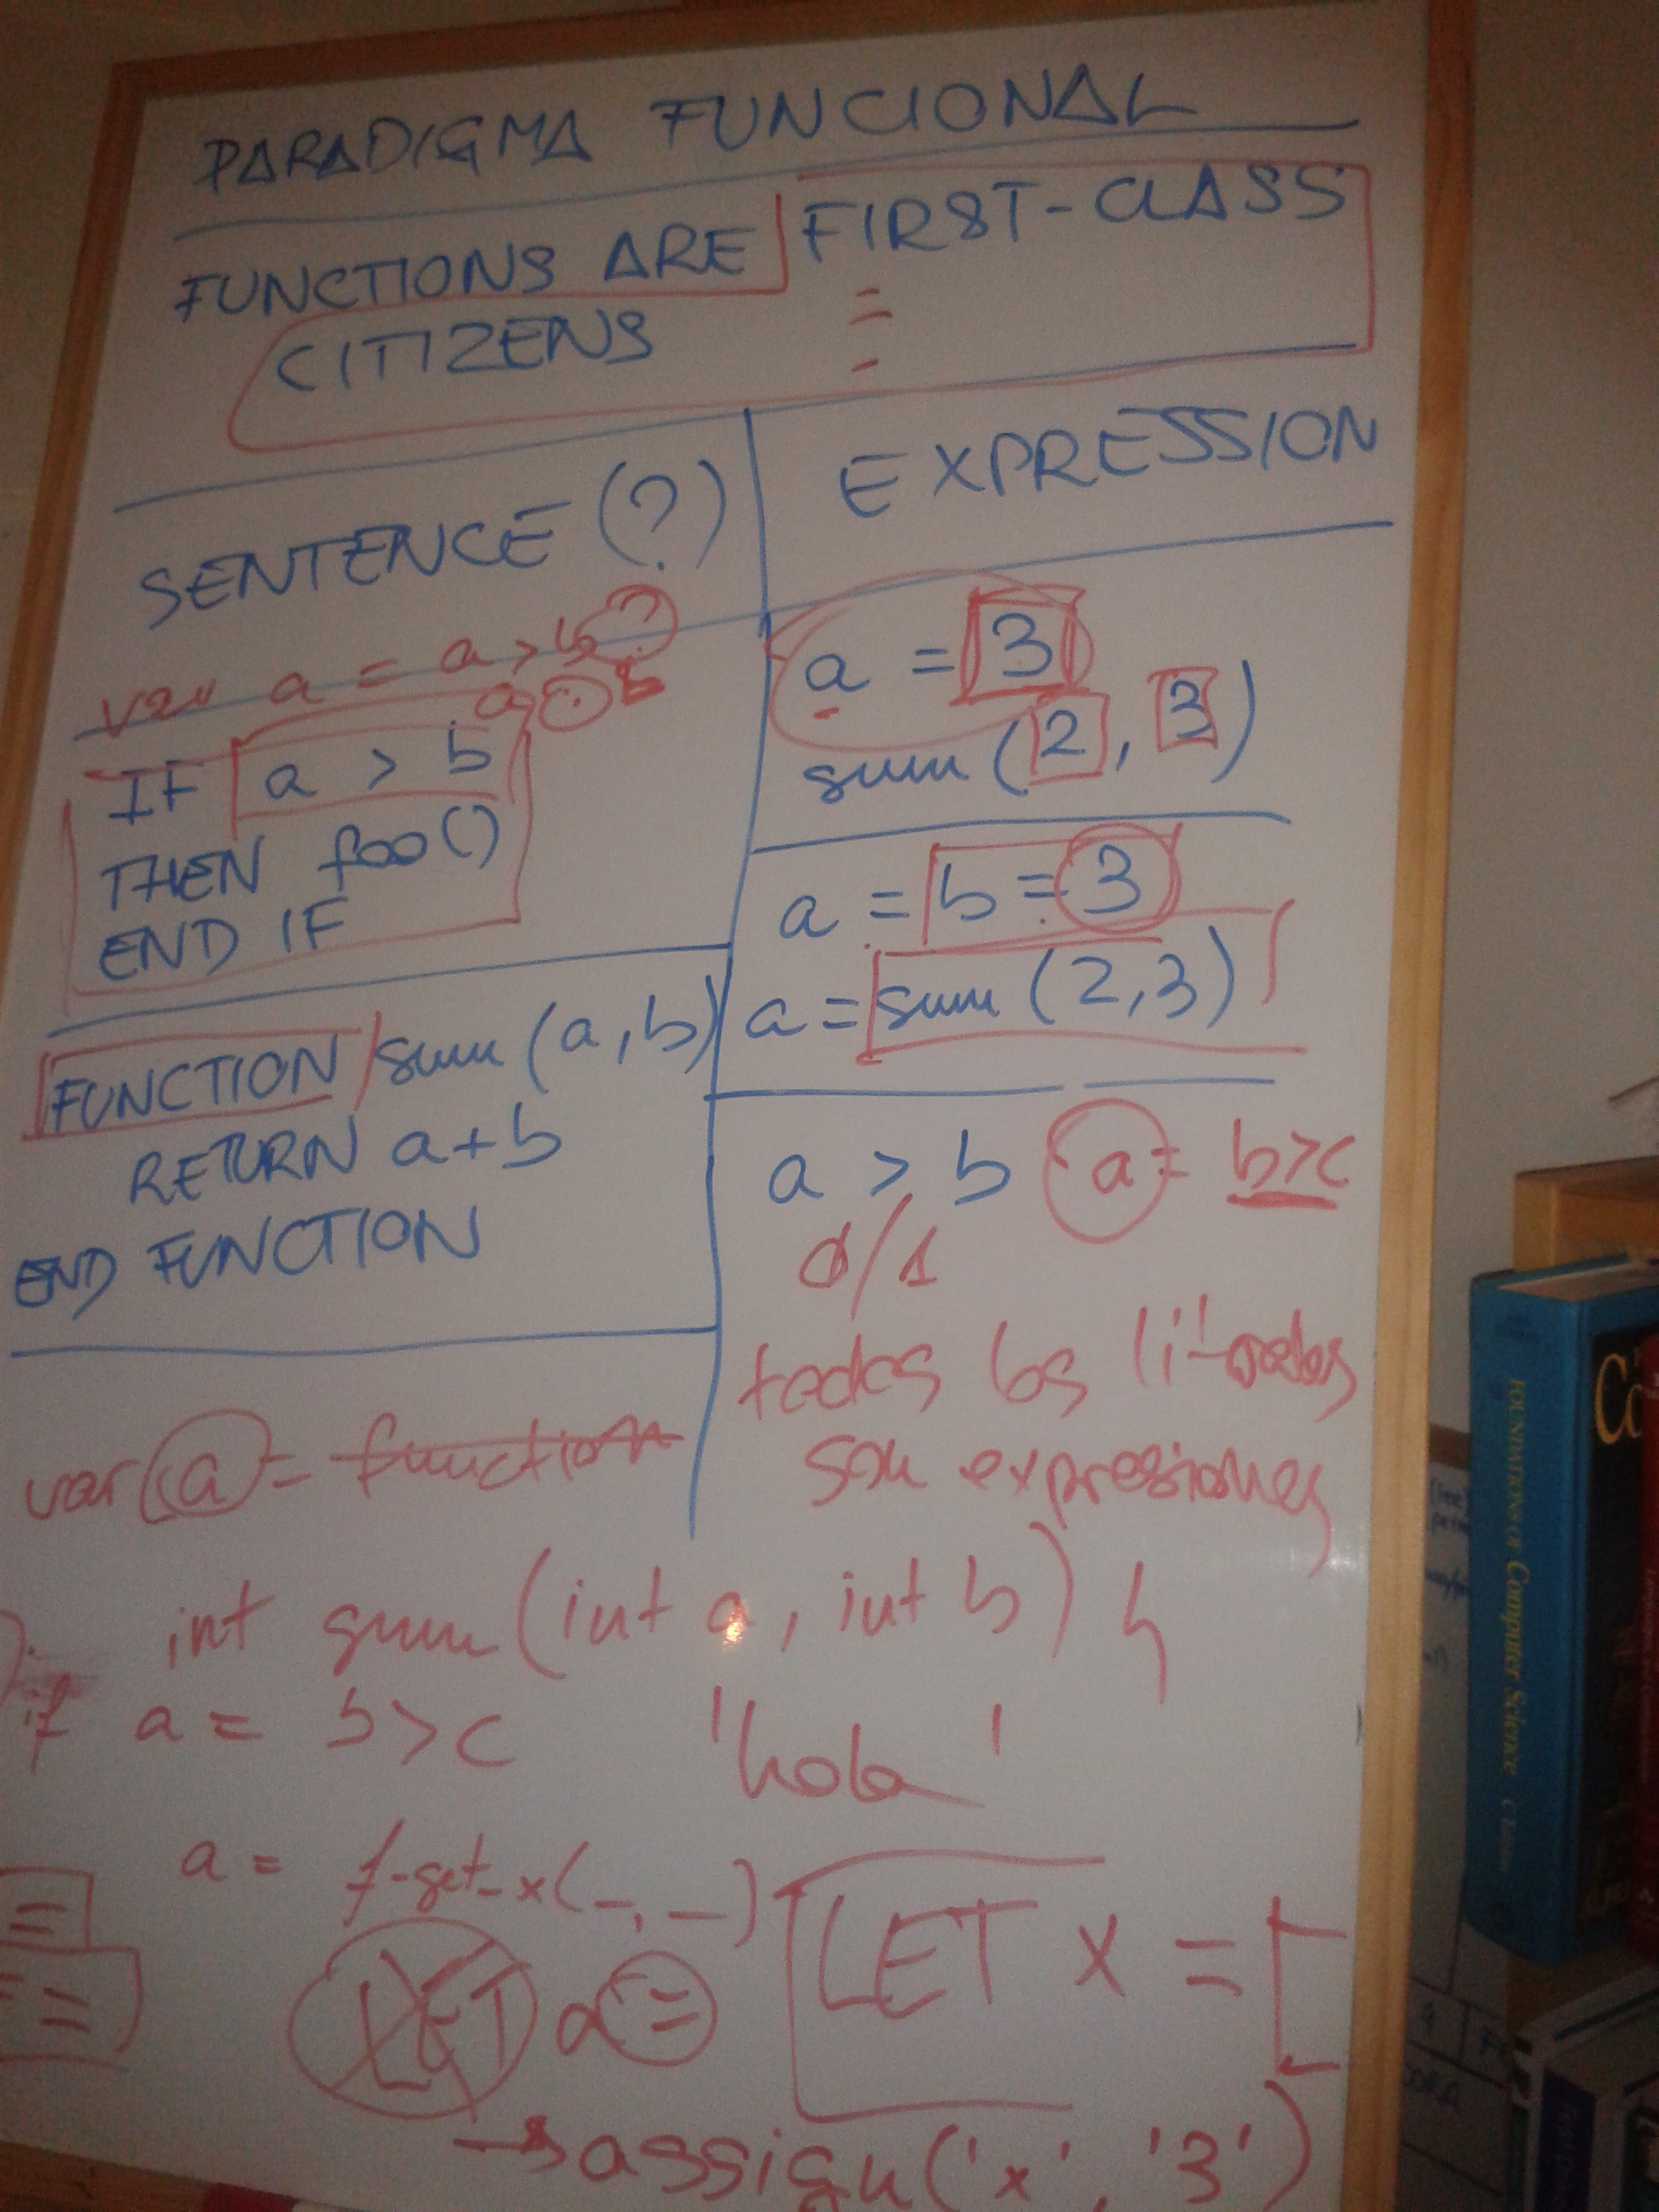 PARADIGMA FUNCIONAL
FUNCTIONS ARE FIRST-CLASS
CITIZENS
SENTENCE (?)
var a = a > b ?
a : b
IF a > b
THEN foo()
END IF
FUNCTION sum (a, b)
RETURN a + b
END FUNCTION
var a = function
EXPRESSION
a = 3
sum (2, 3)
a = b = 3
a = sum (2,3)
a > b a = b>c
0/1
todos los literales
son expresiones
int sum (int a, int b) {
if a = b > c 'hola'
a = f-get-x(_, _)
LET a =
LET x = [
→ assign('x', '3')
FOUNDATIONS OF Computer Science